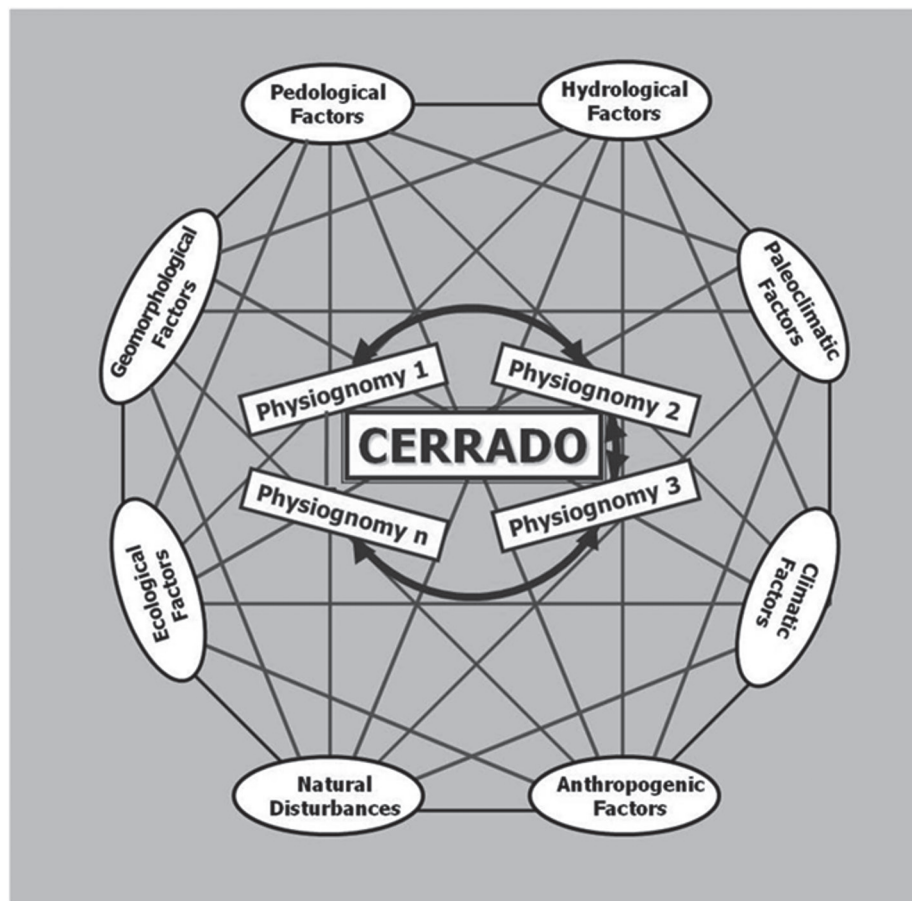 Pedological
Factors
Hydrological
Factors
Geomorphological
Factors
Paleoclimatic
Factors
Physiognomy 1
Physiognomy 2
CERRADO
Physiognomy n
Physiognomy 3
Ecological
Factors
Climatic
Factors
Natural
Disturbances
Anthropogenic
Factors